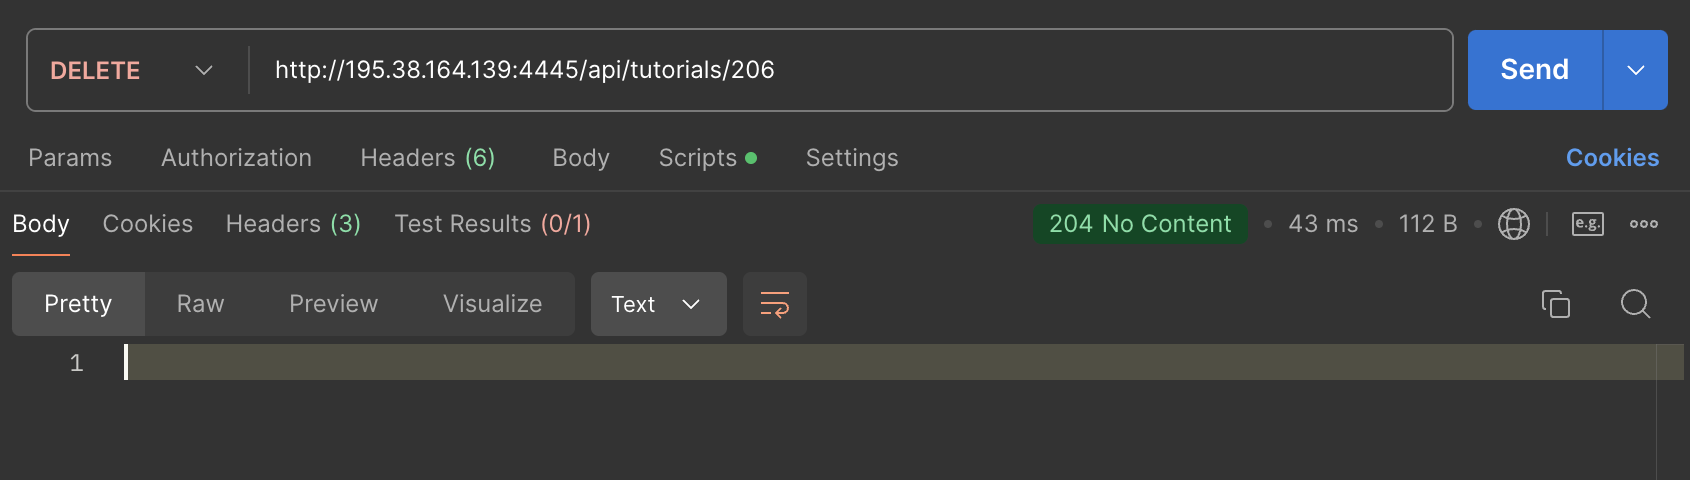 DELETE http://195.38.164.139:4445/api/tutorials/206 Send
Params Authorization Headers (6) Body Scripts Settings Cookies
Body Cookies Headers (3) Test Results (0/1) 204 No Content 43 ms 112 B e.g.
Pretty Raw Preview Visualize Text
1